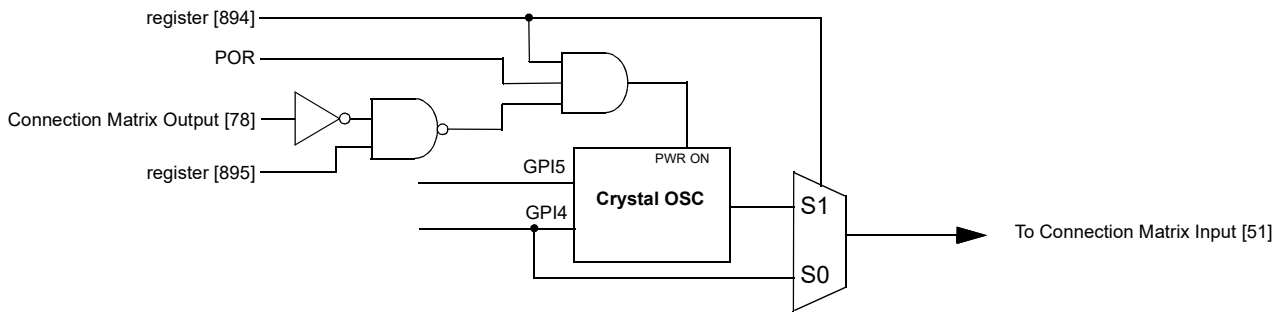 register [894]
POR
Connection Matrix Output [78]
register [895]
PWR ON
GPI5
Crystal OSC
GPI4
S1
To Connection Matrix Input [51]
S0